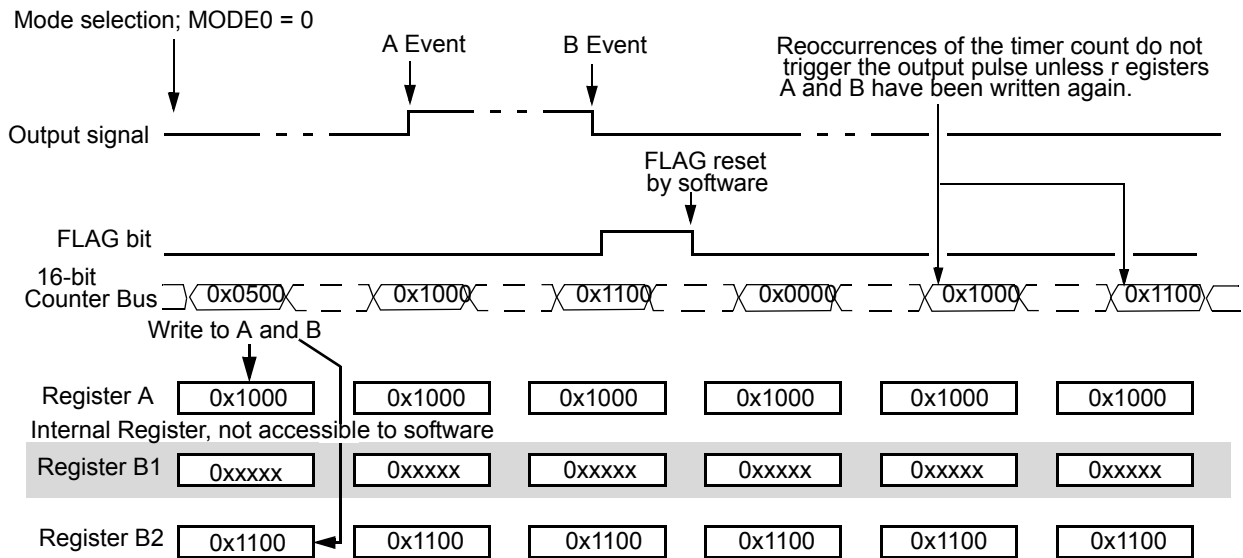 Mode selection; MODE0 = 0
A Event
B Event
Reoccurrences of the timer count do not
trigger the output pulse unless r egisters
A and B have been written again.
Output signal
FLAG reset
by software
FLAG bit
16-bit
Counter Bus 0x0500 0x1000 0x1100 0x0000 0x1000 0x1100
Write to A and B
Register A 0x1000 0x1000 0x1000 0x1000 0x1000 0x1000
Internal Register, not accessible to software
Register B1 0xxxxx 0xxxxx 0xxxxx 0xxxxx 0xxxxx 0xxxxx
Register B2 0x1100 0x1100 0x1100 0x1100 0x1100 0x1100